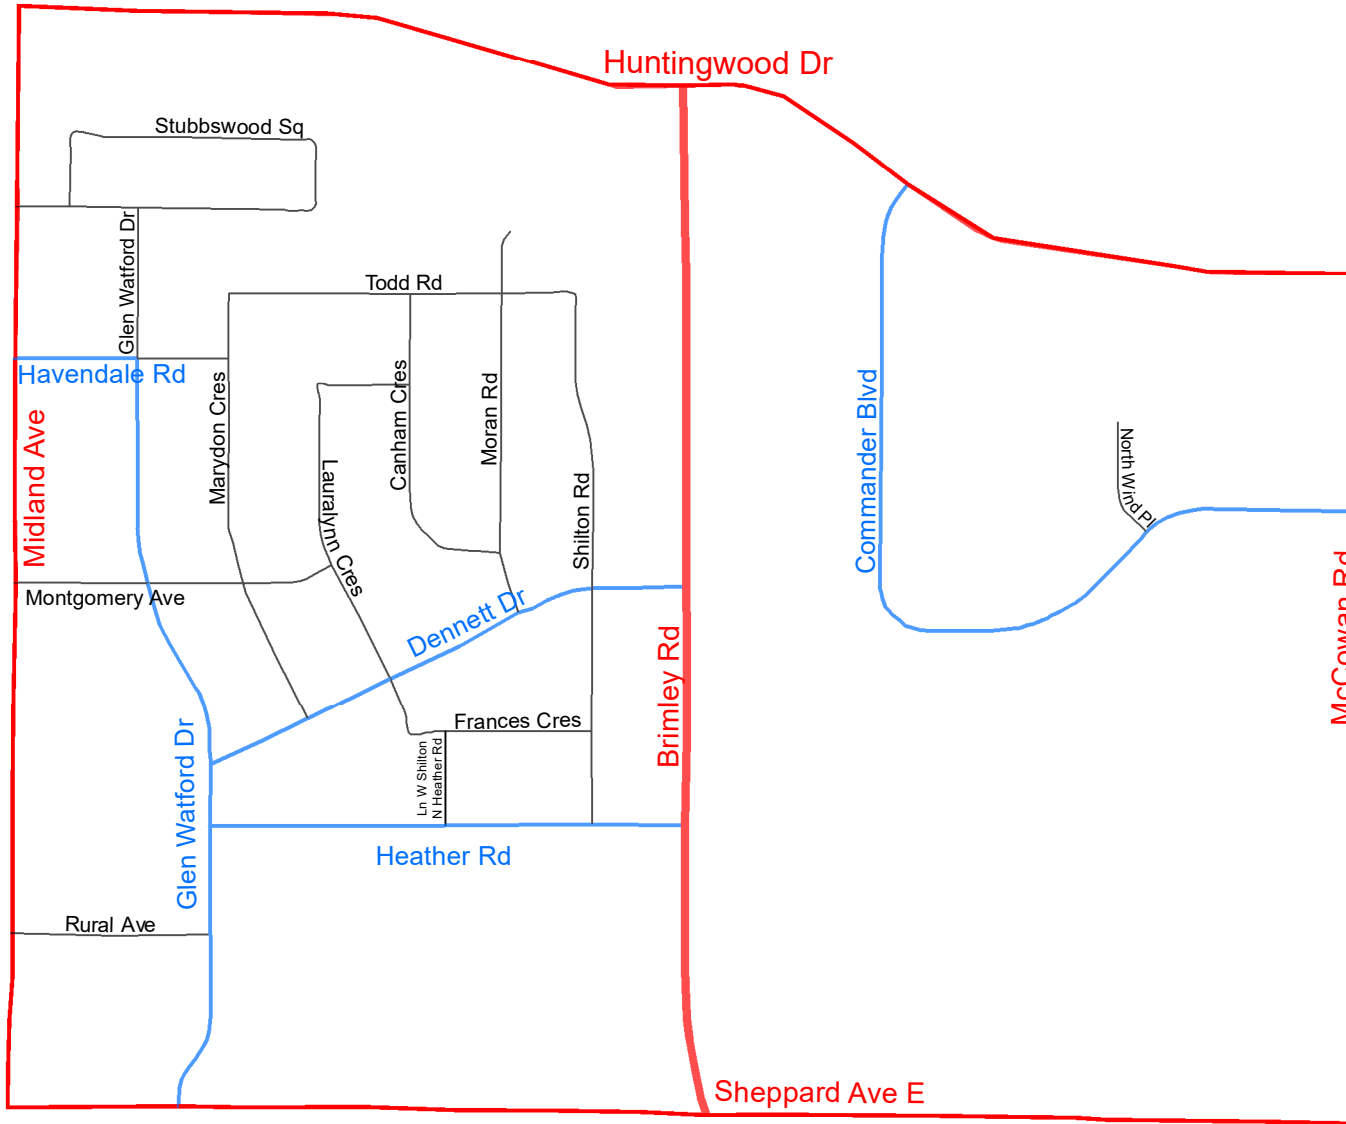 Huntingwood Dr
Stubbswood Sq
Glen Watford Dr
Todd Rd
Havendale Rd
Marydon Cres
Canham Cres
Moran Rd
Midland Ave
Lauralynn Cres
Shilton Rd
Commander Blvd
North Wind Pl
Montgomery Ave
Dennett Dr
McCowan Rd
Brimley Rd
Frances Cres
Glen Watford Dr
Ln W Shilton
N Heather Rd
Heather Rd
Rural Ave
Sheppard Ave E